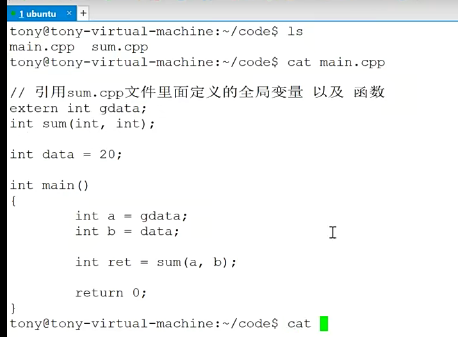 1 ubuntu × +
tony@tony-virtual-machine:~/code$ ls
main.cpp  sum.cpp
tony@tony-virtual-machine:~/code$ cat main.cpp

// 引用sum.cpp文件里面定义的全局变量 以及 函数
extern int gdata;
int sum(int, int);

int data = 20;

int main()
{
        int a = gdata;
        int b = data;

        int ret = sum(a, b);

        return 0;
}
tony@tony-virtual-machine:~/code$ cat